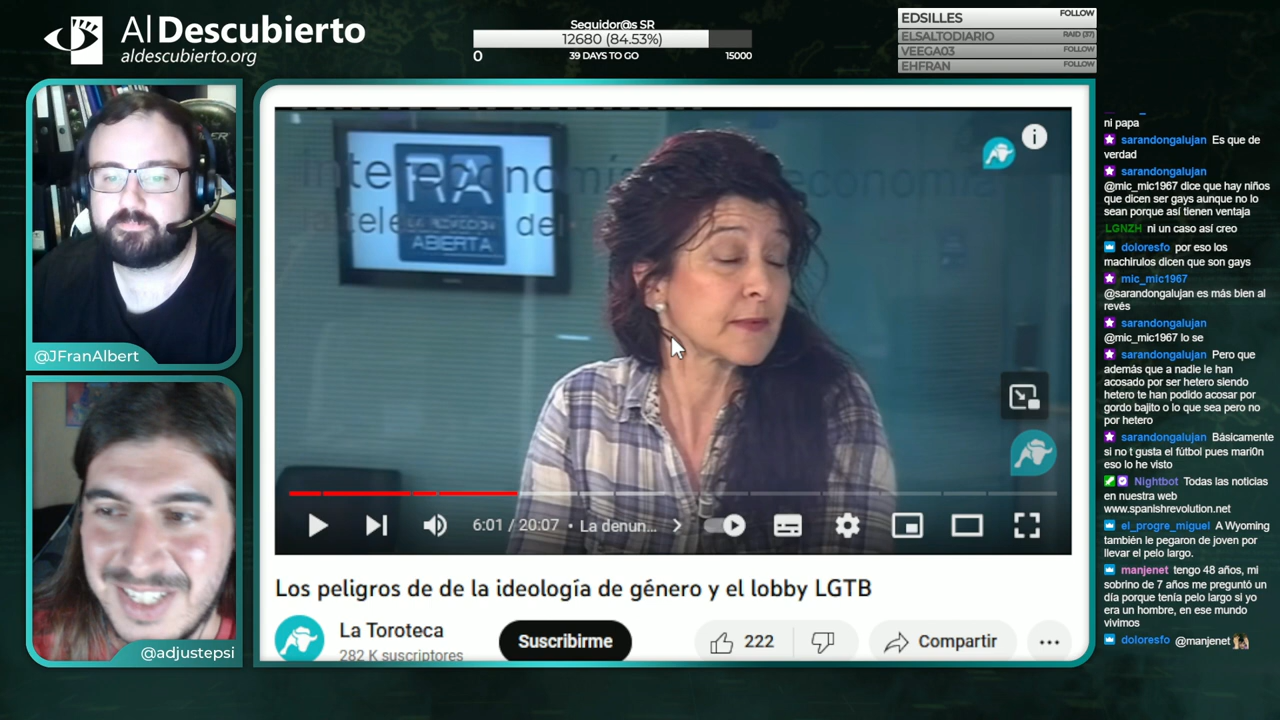 Al Descubierto
aldescubierto.org
Seguidor@s SR
12680 (84.53%)
0
39 DAYS TO GO
15000
EDSILLES
FOLLOW
ELSALTODIARIO
RAID (37)
VEEGA03
FOLLOW
EHFRAN
FOLLOW
@JFranAlbert
@adjustepsi
Intereconomía
la tele
del
RA
LA REDACCIÓN
ABIERTA
i
6:01 / 20:07 • La denun...
Los peligros de de la ideología de género y el lobby LGTB
La Toroteca
282 K suscriptores
Suscribirme
222
Compartir
ni papa
sarandongalujan Es que de
verdad
sarandongalujan
@mic_mic1967 dice que hay niños
que dicen ser gays aunque no lo
sean porque así tienen ventaja
LGNZH ni un caso así creo
doloresfo por eso los
machirulos dicen que son gays
mic_mic1967
@sarandongalujan es más bien al
revés
sarandongalujan
@mic_mic1967 lo se
sarandongalujan Pero que
además que a nadie le han
acosado por ser hetero siendo
hetero te han podido acosar por
gordo bajito o lo que sea pero no
por hetero
sarandongalujan Básicamente
si no t gusta el fútbol pues mari0n
eso lo he visto
Nightbot Todas las noticias
en nuestra web
www.spanishrevolution.net
el_progre_miguel A Wyoming
también le pegaron de joven por
llevar el pelo largo.
manjenet tengo 48 años, mi
sobrino de 7 años me preguntó un
día porque tenía pelo largo si yo
era un hombre, en ese mundo
vivimos
doloresfo @manjenet